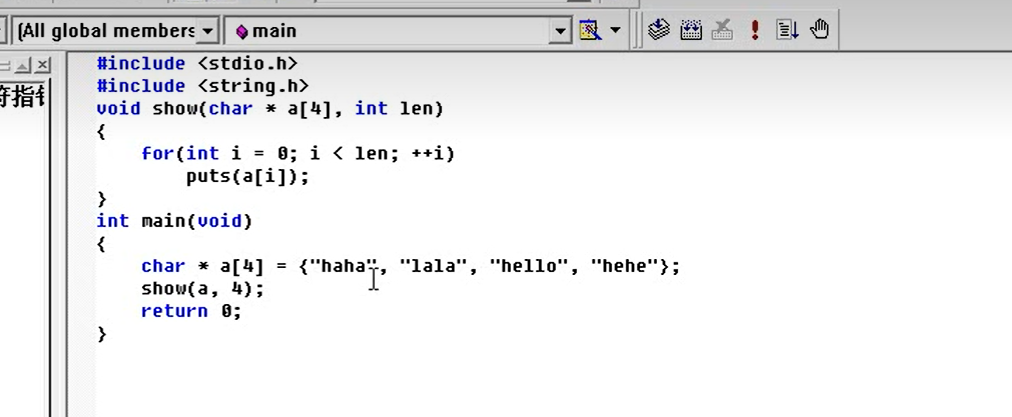 (All global members
main
符指针
#include <stdio.h>
#include <string.h>
void show(char * a[4], int len)
{
    for(int i = 0; i < len; ++i)
        puts(a[i]);
}
int main(void)
{
    char * a[4] = {"haha", "lala", "hello", "hehe"};
    show(a, 4);
    return 0;
}